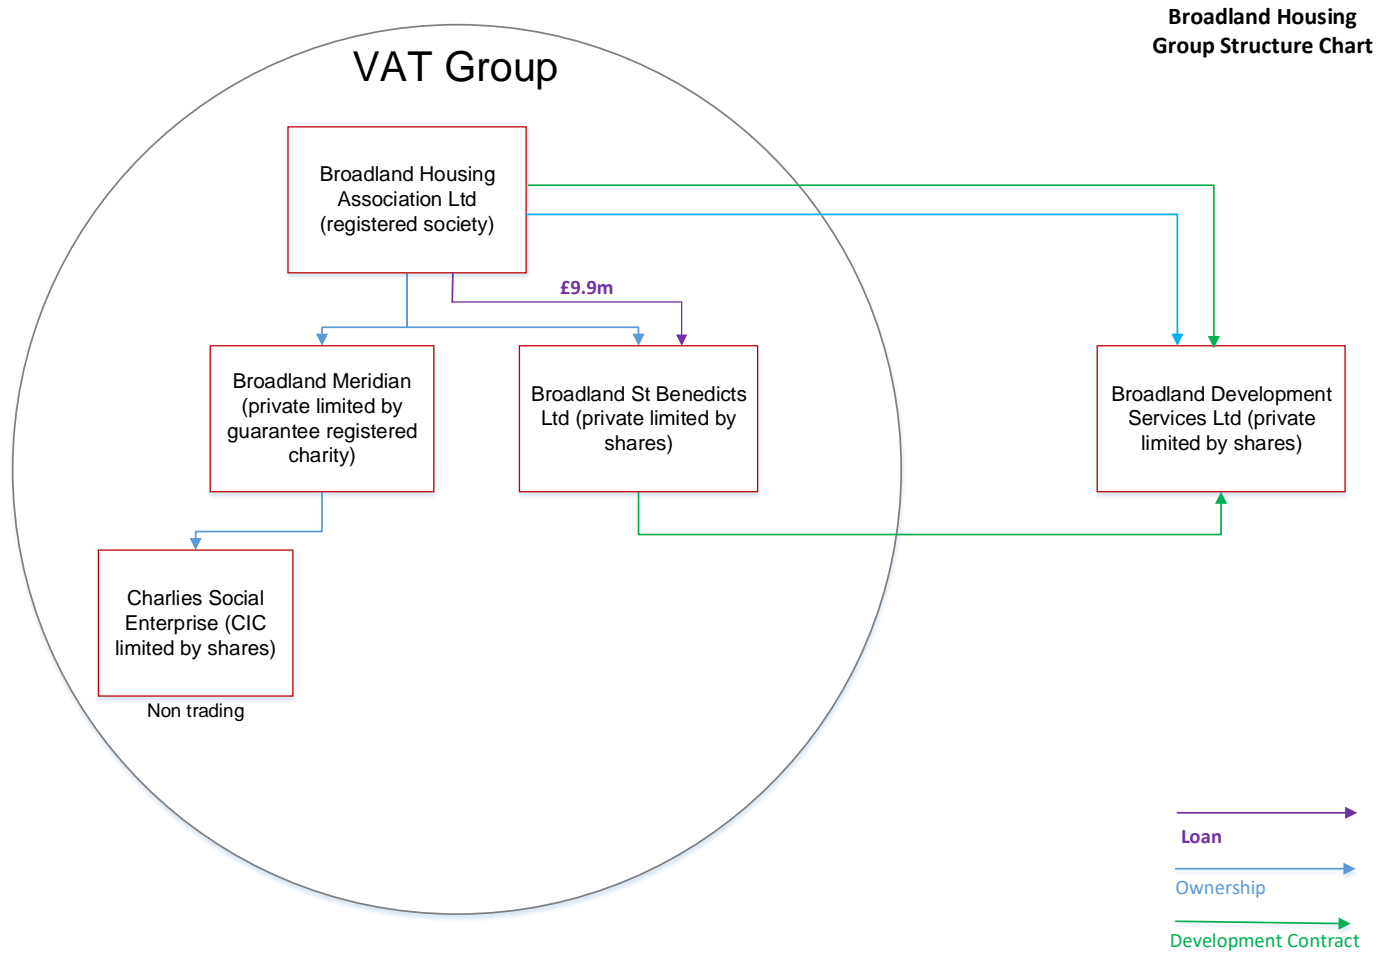 Broadland Housing
Group Structure Chart
VAT Group
Broadland Housing
Association Ltd
(registered society)
£9.9m
Broadland Meridian
(private limited by
guarantee registered
charity)
Broadland St Benedicts
Ltd (private limited by
shares)
Broadland Development
Services Ltd (private
limited by shares)
Charlies Social
Enterprise (CIC
limited by shares)
Non trading
Loan
Ownership
Development Contract